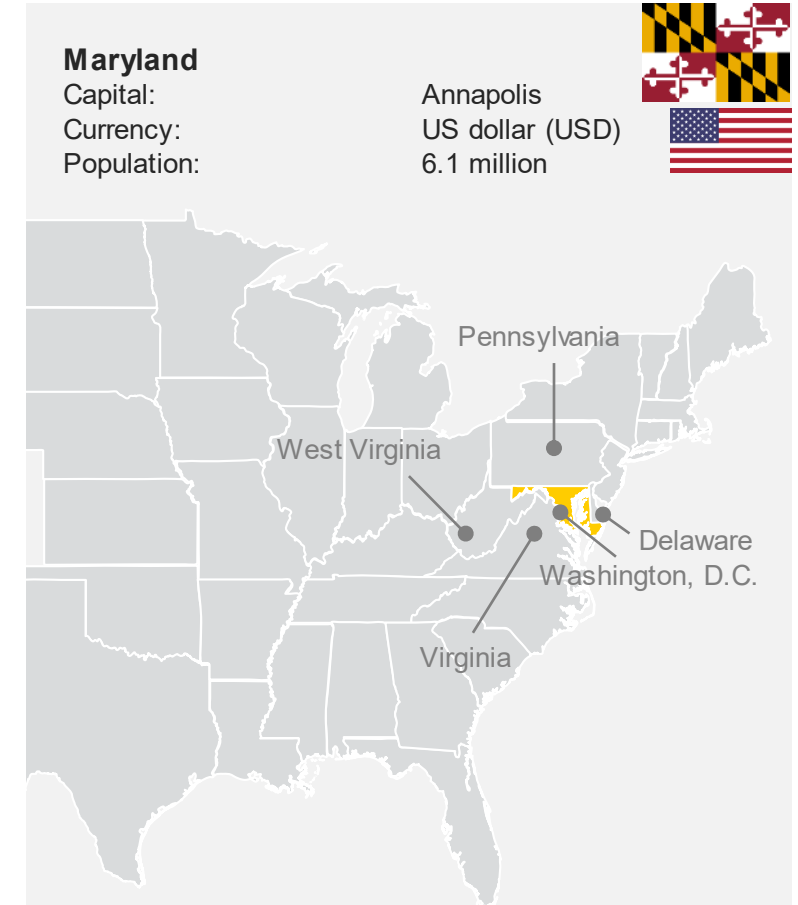 Maryland
Capital: Annapolis
Currency: US dollar (USD)
Population: 6.1 million
Pennsylvania
West Virginia
Delaware
Washington, D.C.
Virginia